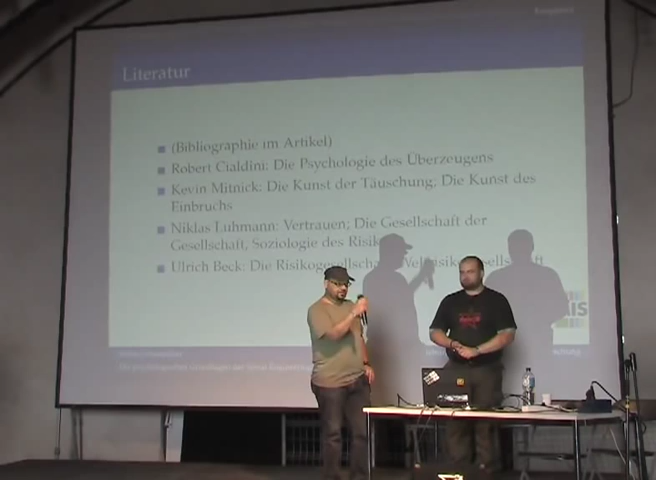 Literatur
(Bibliographie im Artikel)
Robert Cialdini: Die Psychologie des Überzeugens
Kevin Mitnick: Die Kunst der Täuschung; Die Kunst des
Einbruchs
Niklas Luhmann: Vertrauen; Die Gesellschaft der
Gesellschaft, Soziologie des Risikos
Ulrich Beck: Die Risikogesellschaft, Weltrisikogesellschaft